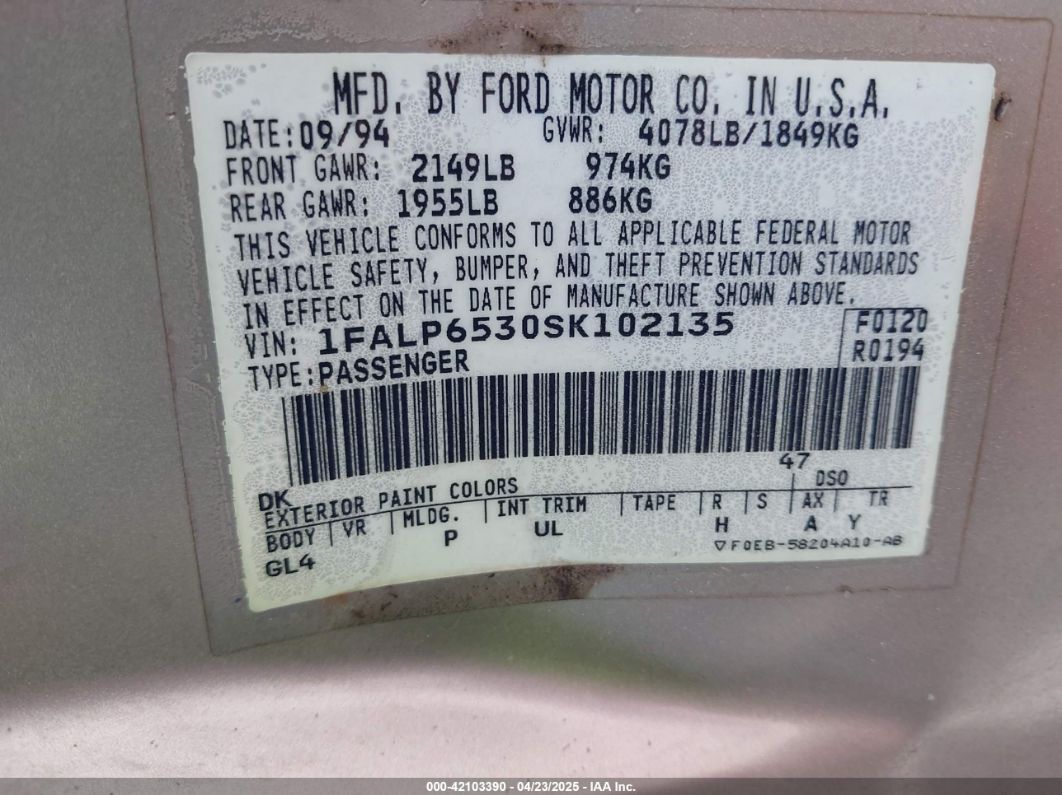 MFD. BY FORD MOTOR CO. IN U.S.A.
DATE:09/94 GVWR: 4078LB/1849KG
FRONT GAWR: 2149LB 974KG
REAR GAWR: 1955LB 886KG
THIS VEHICLE CONFORMS TO ALL APPLICABLE FEDERAL MOTOR
VEHICLE SAFETY, BUMPER, AND THEFT PREVENTION STANDARDS
IN EFFECT ON THE DATE OF MANUFACTURE SHOWN ABOVE.
VIN: 1FALP6530SK102135 F0120
TYPE:PASSENGER R0194
47
DK DSO
EXTERIOR PAINT COLORS
BODY VR MLDG. INT TRIM TAPE R S AX TR
GL4 P UL H A Y
▽F0EB-58204A10-AB
000-42103390 - 04/23/2025 - IAA Inc.